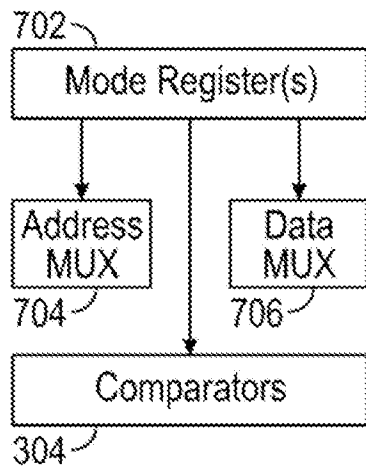 702
Mode Register(s)
Address
MUX
704
Data
MUX
706
Comparators
304